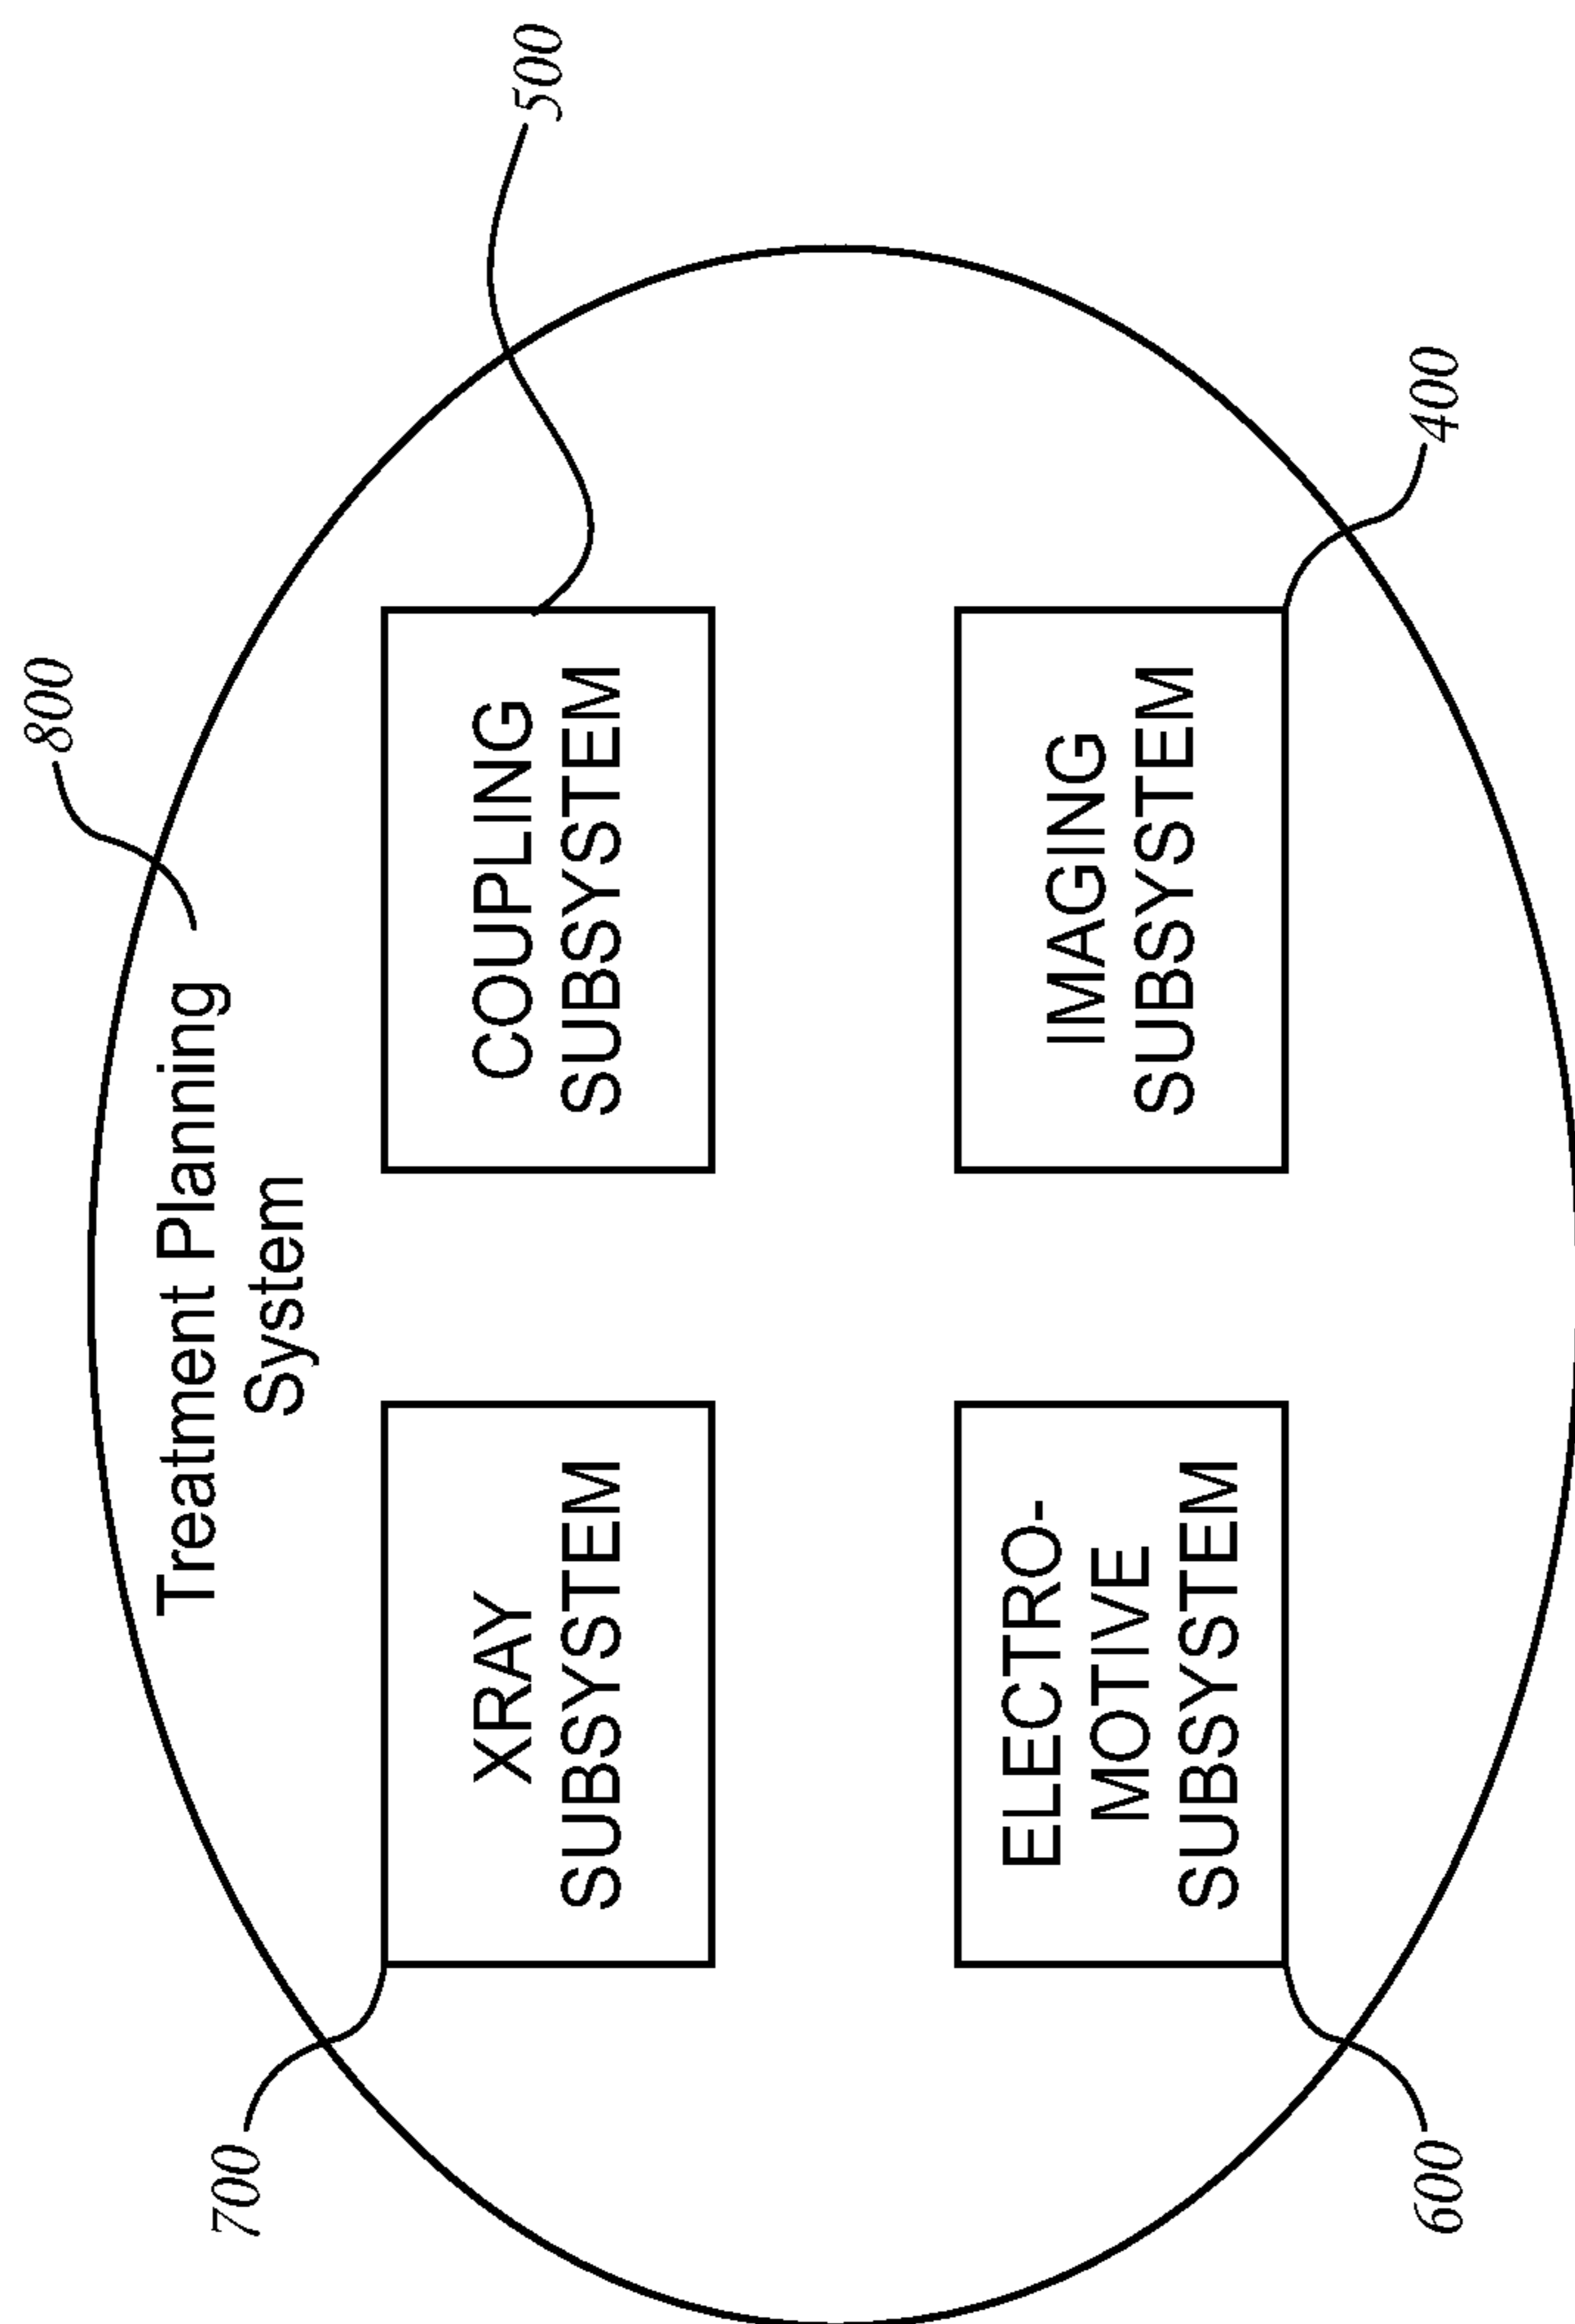 800
Treatment Planning
System
700
500
XRAY
SUBSYSTEM
COUPLING
SUBSYSTEM
ELECTRO-
MOTIVE
SUBSYSTEM
IMAGING
SUBSYSTEM
600
400